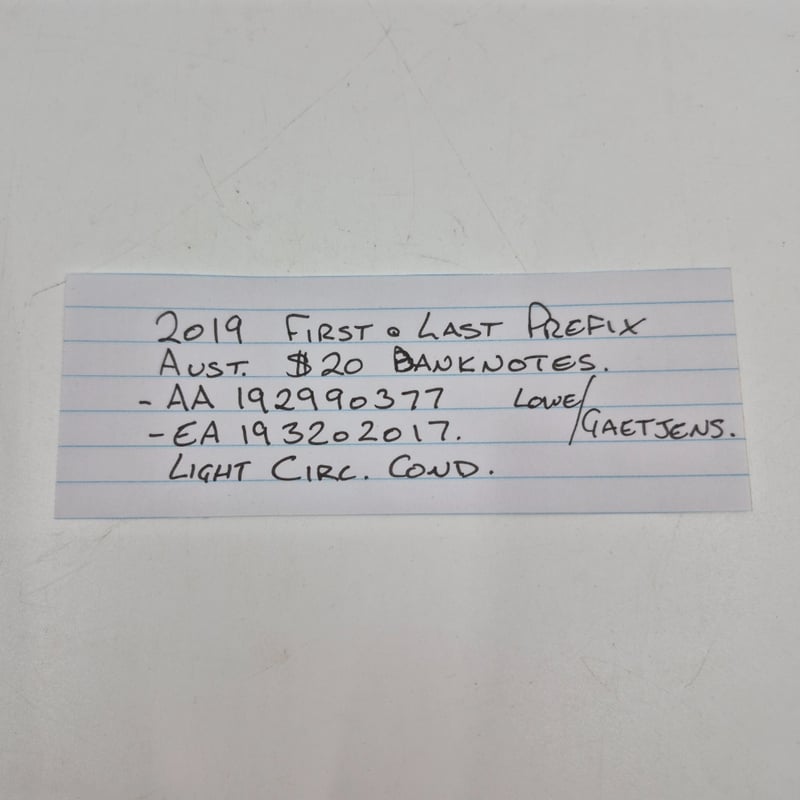 2019 FIRST & LAST PREFIX
AUST. $20 BANKNOTES.
- AA 192990377 LOWE/
- EA 193202017. GAETJENS.
LIGHT CIRC. COND.